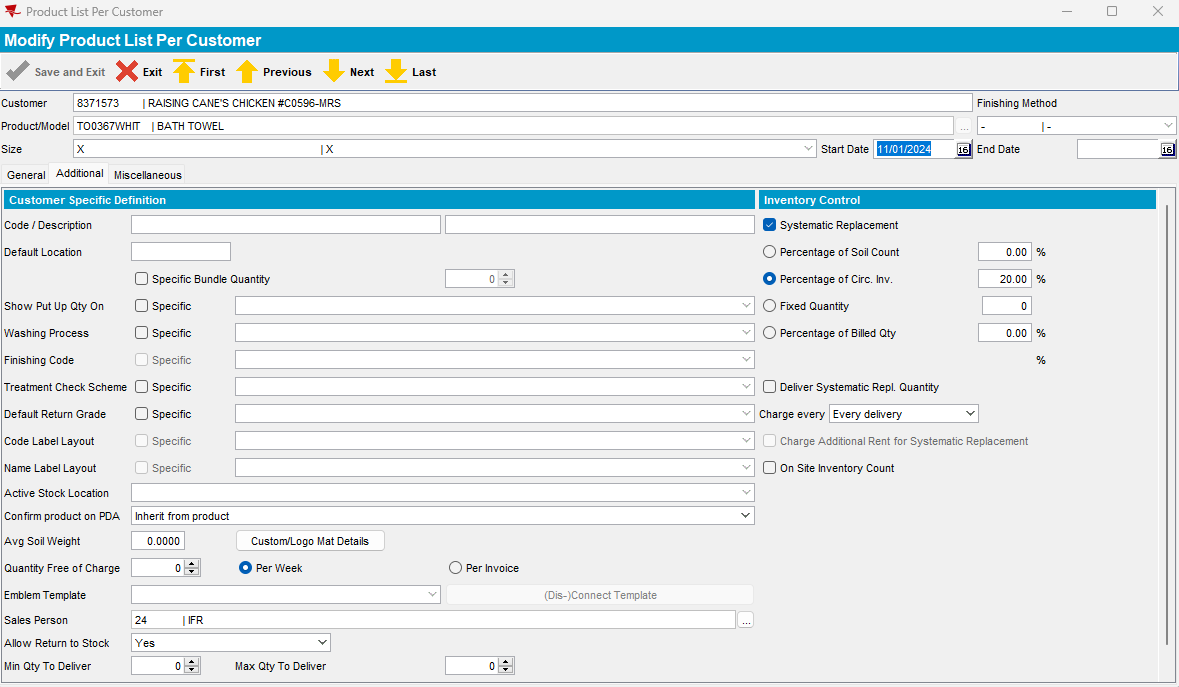 Product List Per Customer
Modify Product List Per Customer
Save and Exit Exit First Previous Next Last
Customer 8371573 | RAISING CANE'S CHICKEN #C0596-MRS Finishing Method
Product/Model TO0367WHIT | BATH TOWEL ... - | -
Size X | X Start Date 11/01/2024 16 End Date 16
General Additional Miscellaneous
Customer Specific Definition Inventory Control
Code / Description Systematic Replacement
Default Location Percentage of Soil Count 0.00 %
Specific Bundle Quantity 0 Percentage of Circ. Inv. 20.00 %
Show Put Up Qty On Specific Fixed Quantity 0
Washing Process Specific Percentage of Billed Qty 0.00 %
Finishing Code Specific %
Treatment Check Scheme Specific Deliver Systematic Repl. Quantity
Default Return Grade Specific Charge every Every delivery
Code Label Layout Specific Charge Additional Rent for Systematic Replacement
Name Label Layout Specific On Site Inventory Count
Active Stock Location
Confirm product on PDA Inherit from product
Avg Soil Weight 0.0000 Custom/Logo Mat Details
Quantity Free of Charge 0 Per Week Per Invoice
Emblem Template (Dis-)Connect Template
Sales Person 24 | IFR ...
Allow Return to Stock Yes
Min Qty To Deliver 0 Max Qty To Deliver 0